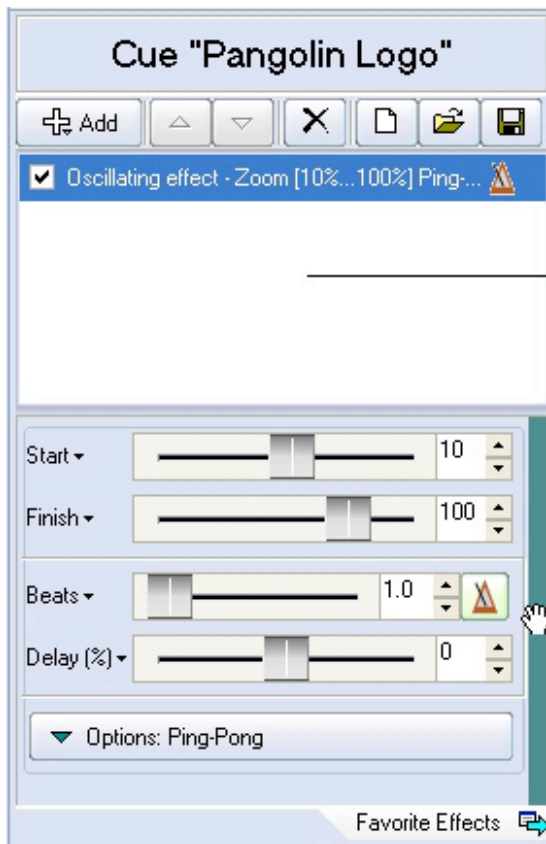 Cue "Pangolin Logo"
Add
Oscillating effect - Zoom [10%...100%] Ping-...
Start 10
Finish 100
Beats 1.0
Delay (%) 0
Options: Ping-Pong
Favorite Effects